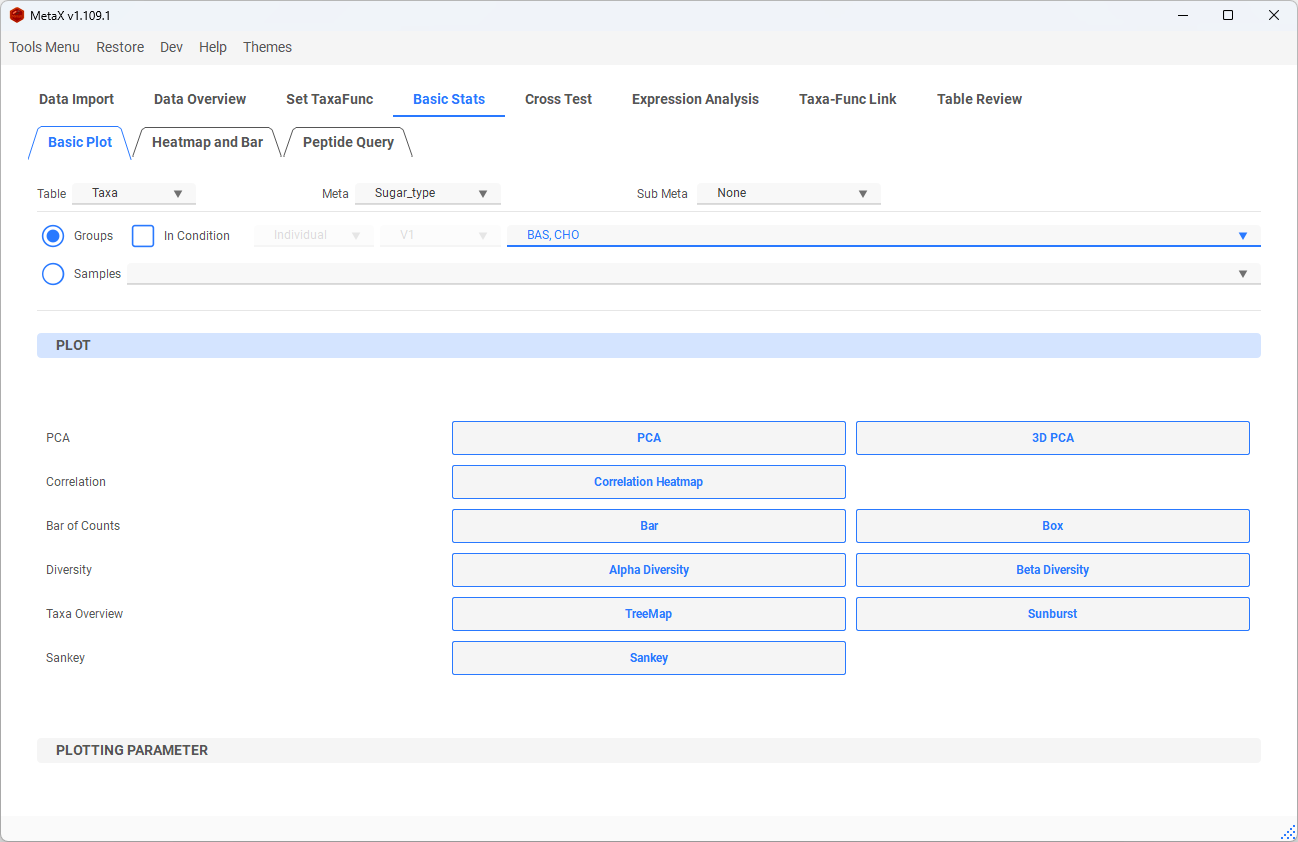 MetaX v1.109.1
Tools Menu Restore Dev Help Themes
Data Import Data Overview Set TaxaFunc Basic Stats Cross Test Expression Analysis Taxa-Func Link Table Review
Basic Plot Heatmap and Bar Peptide Query
Table Taxa Meta Sugar_type Sub Meta None
Groups In Condition Individual V1 BAS, CHO
Samples
PLOT
PCA PCA 3D PCA
Correlation Correlation Heatmap
Bar of Counts Bar Box
Diversity Alpha Diversity Beta Diversity
Taxa Overview TreeMap Sunburst
Sankey Sankey
PLOTTING PARAMETER